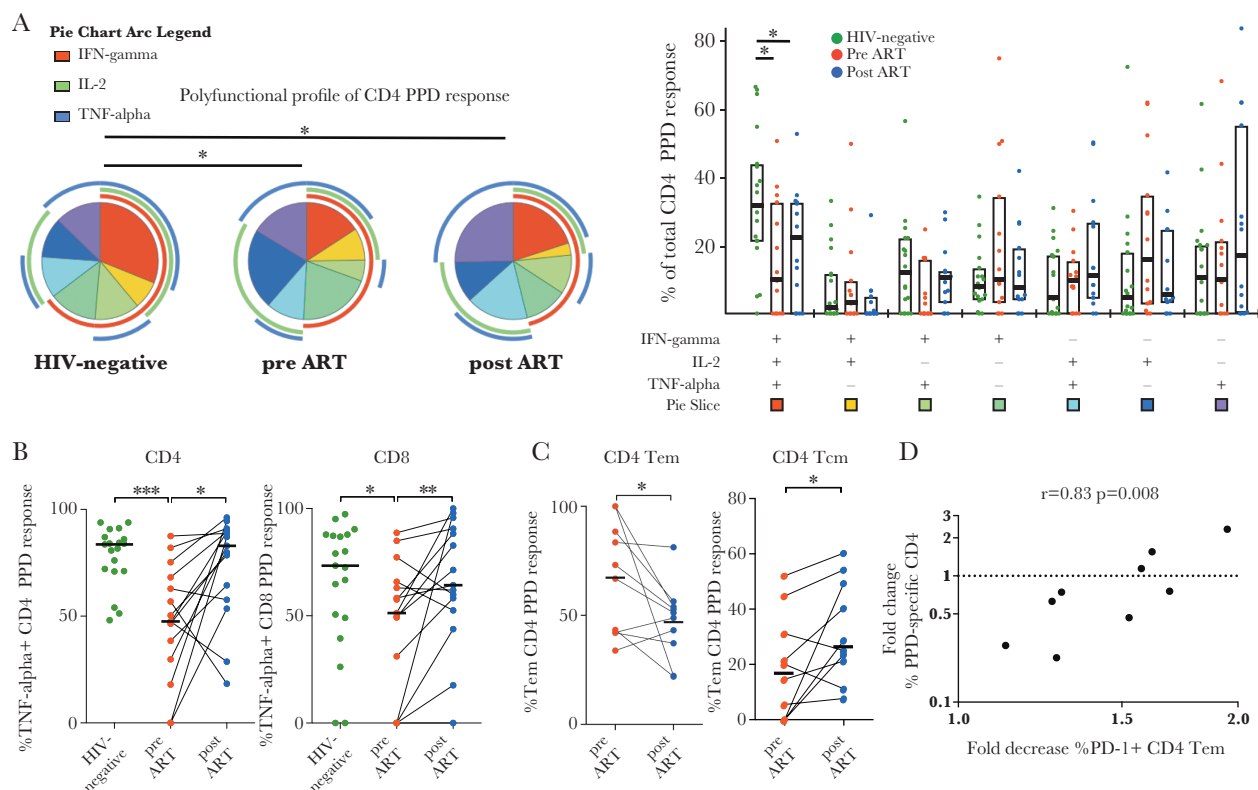 A
Pie Chart Arc Legend
IFN-gamma
IL-2
TNF-alpha
Polyfunctional profile of CD4 PPD response
*
*
HIV-negative
pre ART
post ART
% of total CD4 PPD response
80
60
40
20
*
*
HIV-negative
Pre ART
Post ART
IFN-gamma + + + + – – –
IL-2 + + – – + + –
TNF-alpha + – + – + – +
Pie Slice
B
CD4
%TNF-alpha+ CD4 PPD response
100
50
0
***
*
HIV-negative
pre ART
post ART
CD8
%TNF-alpha+ CD8 PPD response
100
50
0
*
**
HIV-negative
pre ART
post ART
C
CD4 Tem
%Tem CD4 PPD response
100
50
0
*
pre ART
post ART
CD4 Tcm
%Tem CD4 PPD response
80
60
40
20
0
*
pre ART
post ART
D
r=0.83 p=0.008
Fold change
% PPD-specific CD4
3
2
1
0.5
0.1
1.0
1.5
2.0
Fold decrease %PD-1+ CD4 Tem